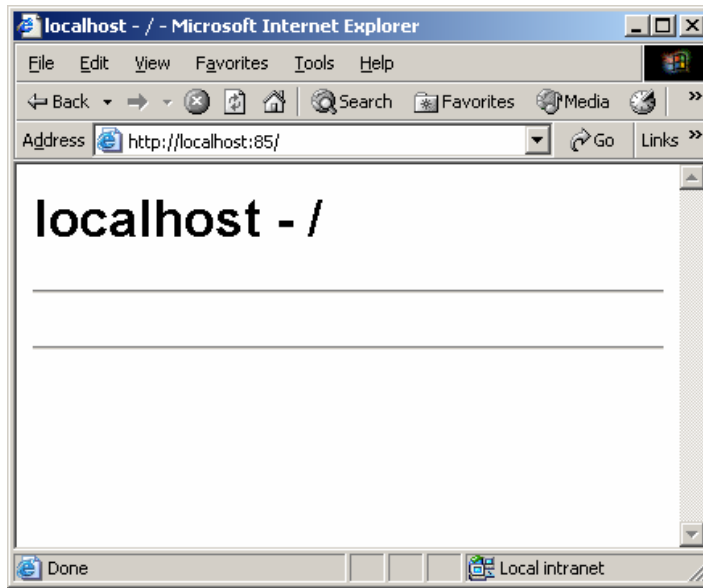 localhost - / - Microsoft Internet Explorer
File Edit View Favorites Tools Help
Back Search Favorites Media »
Address http://localhost:85/ Go Links »
localhost - /
Done Local intranet